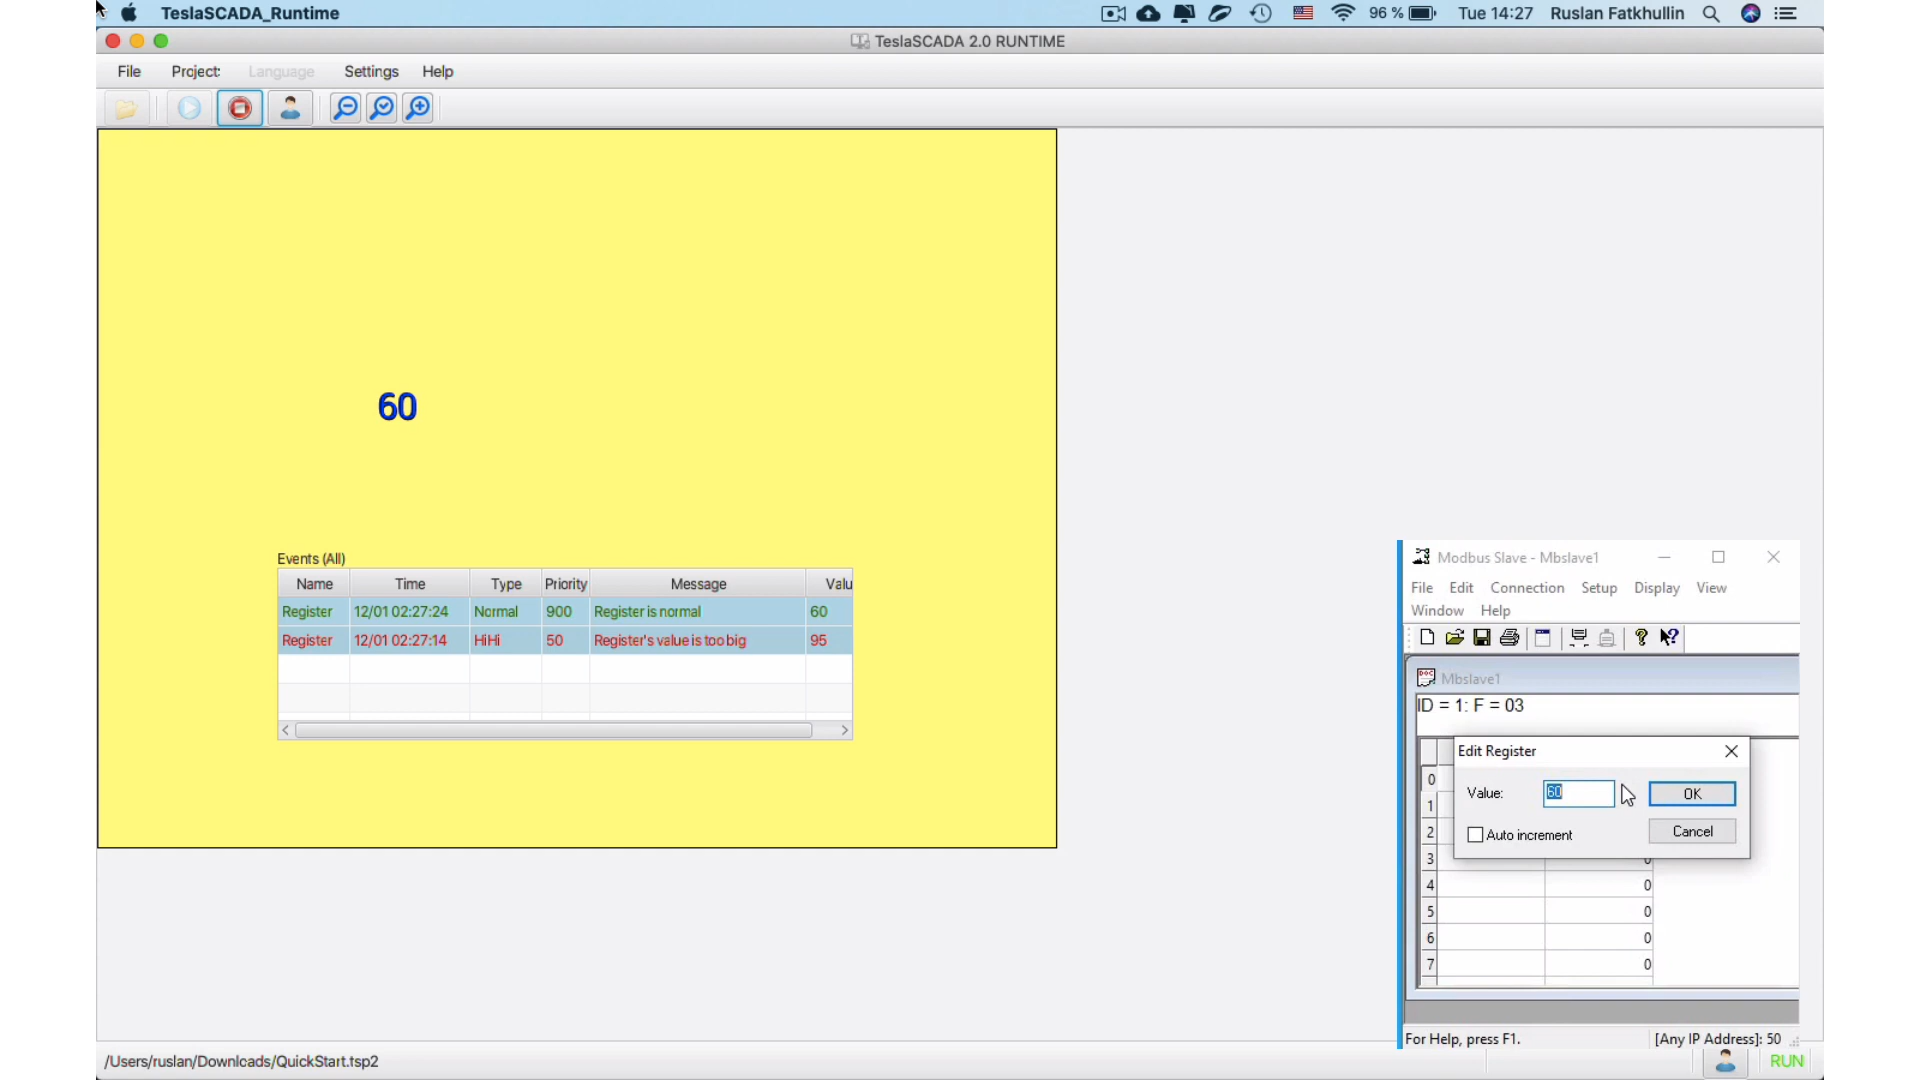 TeslaSCADA_Runtime
96 %
Tue 14:27
Ruslan Fatkhullin
TeslaSCADA 2.0 RUNTIME
File Project Language Settings Help
60
Events (All)
Name Time Type Priority Message Valu
Register 12/01 02:27:24 Normal 900 Register is normal 60
Register 12/01 02:27:14 HiHi 50 Register's value is too big 95
Modbus Slave - Mbslave1
File Edit Connection Setup Display View
Window Help
Mbslave1
ID = 1: F = 03
Edit Register
Value: 60 OK
Auto increment Cancel
0
1
2
3 0
4 0
5 0
6 0
7 0
For Help, press F1. [Any IP Address]: 50
/Users/ruslan/Downloads/QuickStart.tsp2
RUN